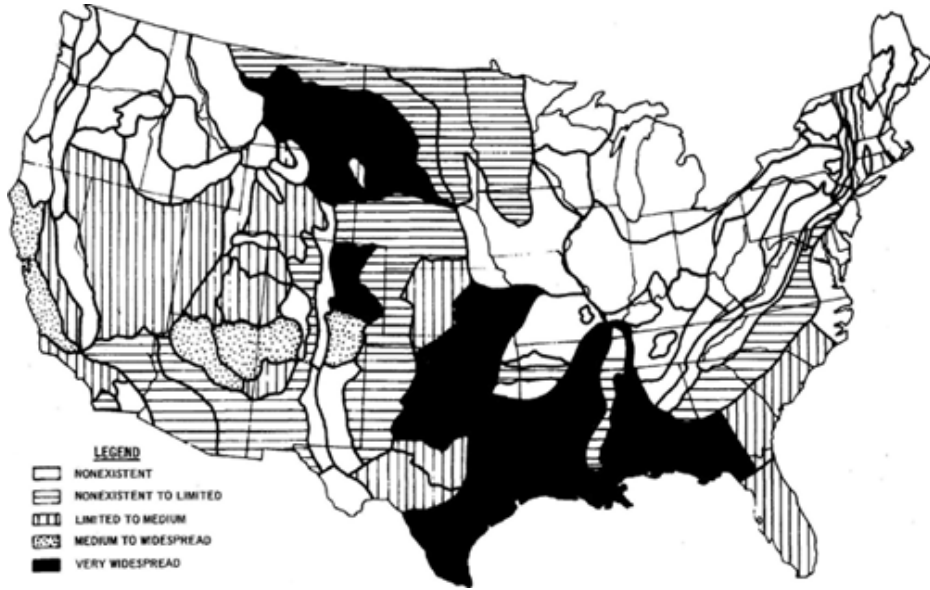 LEGEND
NONEXISTENT
NONEXISTENT TO LIMITED
LIMITED TO MEDIUM
MEDIUM TO WIDESPREAD
VERY WIDESPREAD